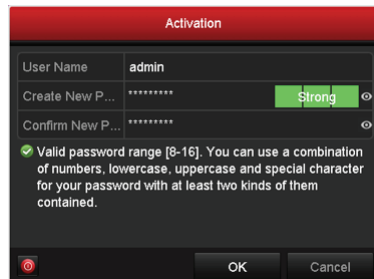 Activation
User Name admin
Create New P... ********* Strong
Confirm New P... *********
Valid password range [8-16]. You can use a combination
of numbers, lowercase, uppercase and special character
for your password with at least two kinds of them
contained.
OK Cancel